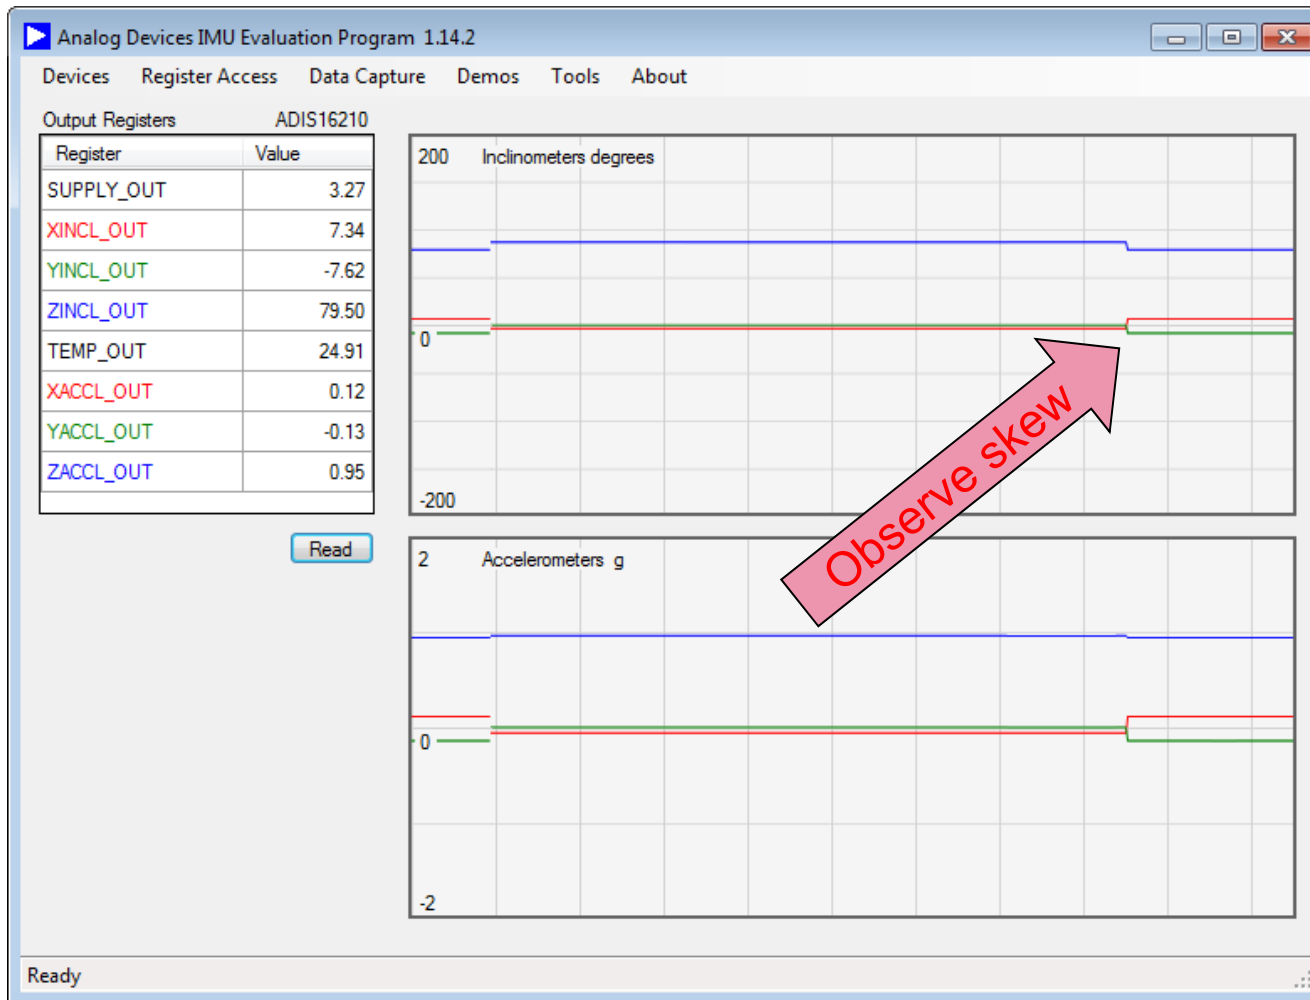 Analog Devices IMU Evaluation Program 1.14.2
Devices Register Access Data Capture Demos Tools About
Output Registers ADIS16210
Register Value
SUPPLY_OUT 3.27
XINCL_OUT 7.34
YINCL_OUT -7.62
ZINCL_OUT 79.50
TEMP_OUT 24.91
XACCL_OUT 0.12
YACCL_OUT -0.13
ZACCL_OUT 0.95
Read
200 Inclinometers degrees
0
-200
Observe skew
2 Accelerometers g
0
-2
Ready